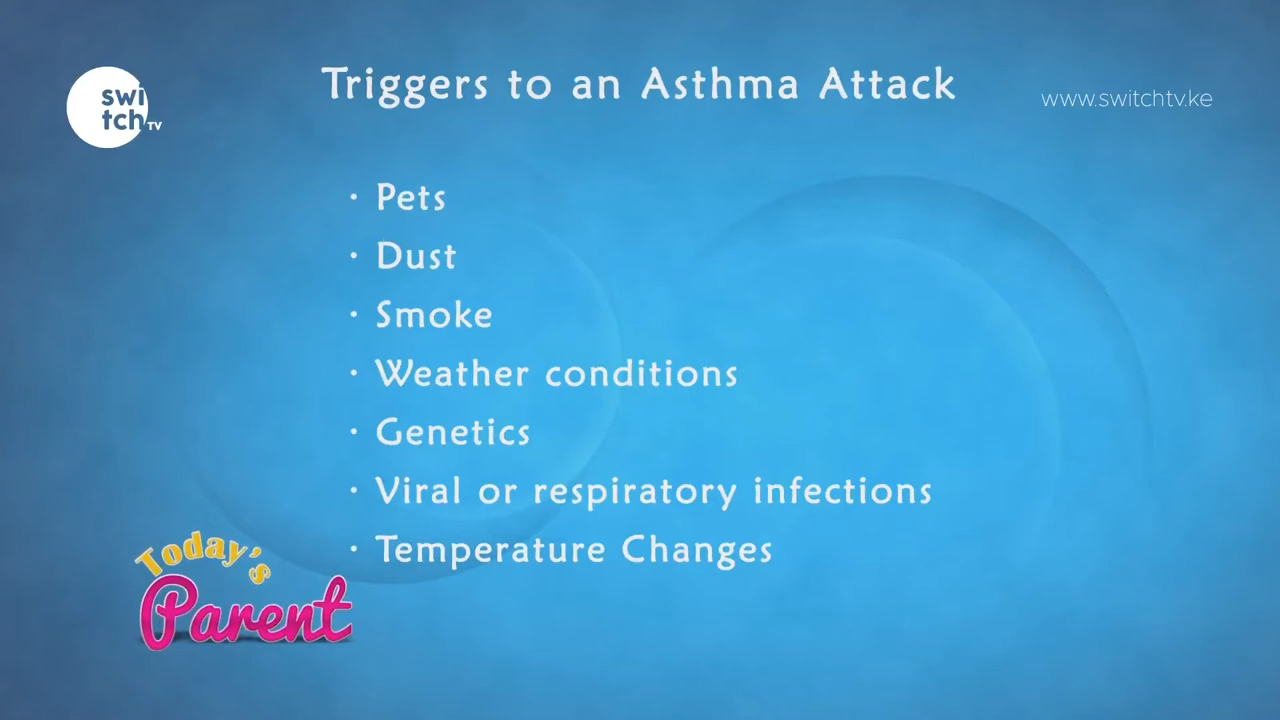 swi
tch TV
Triggers to an Asthma Attack
www.switchtv.ke
· Pets
· Dust
· Smoke
· Weather conditions
· Genetics
· Viral or respiratory infections
· Temperature Changes
Today's
Parent